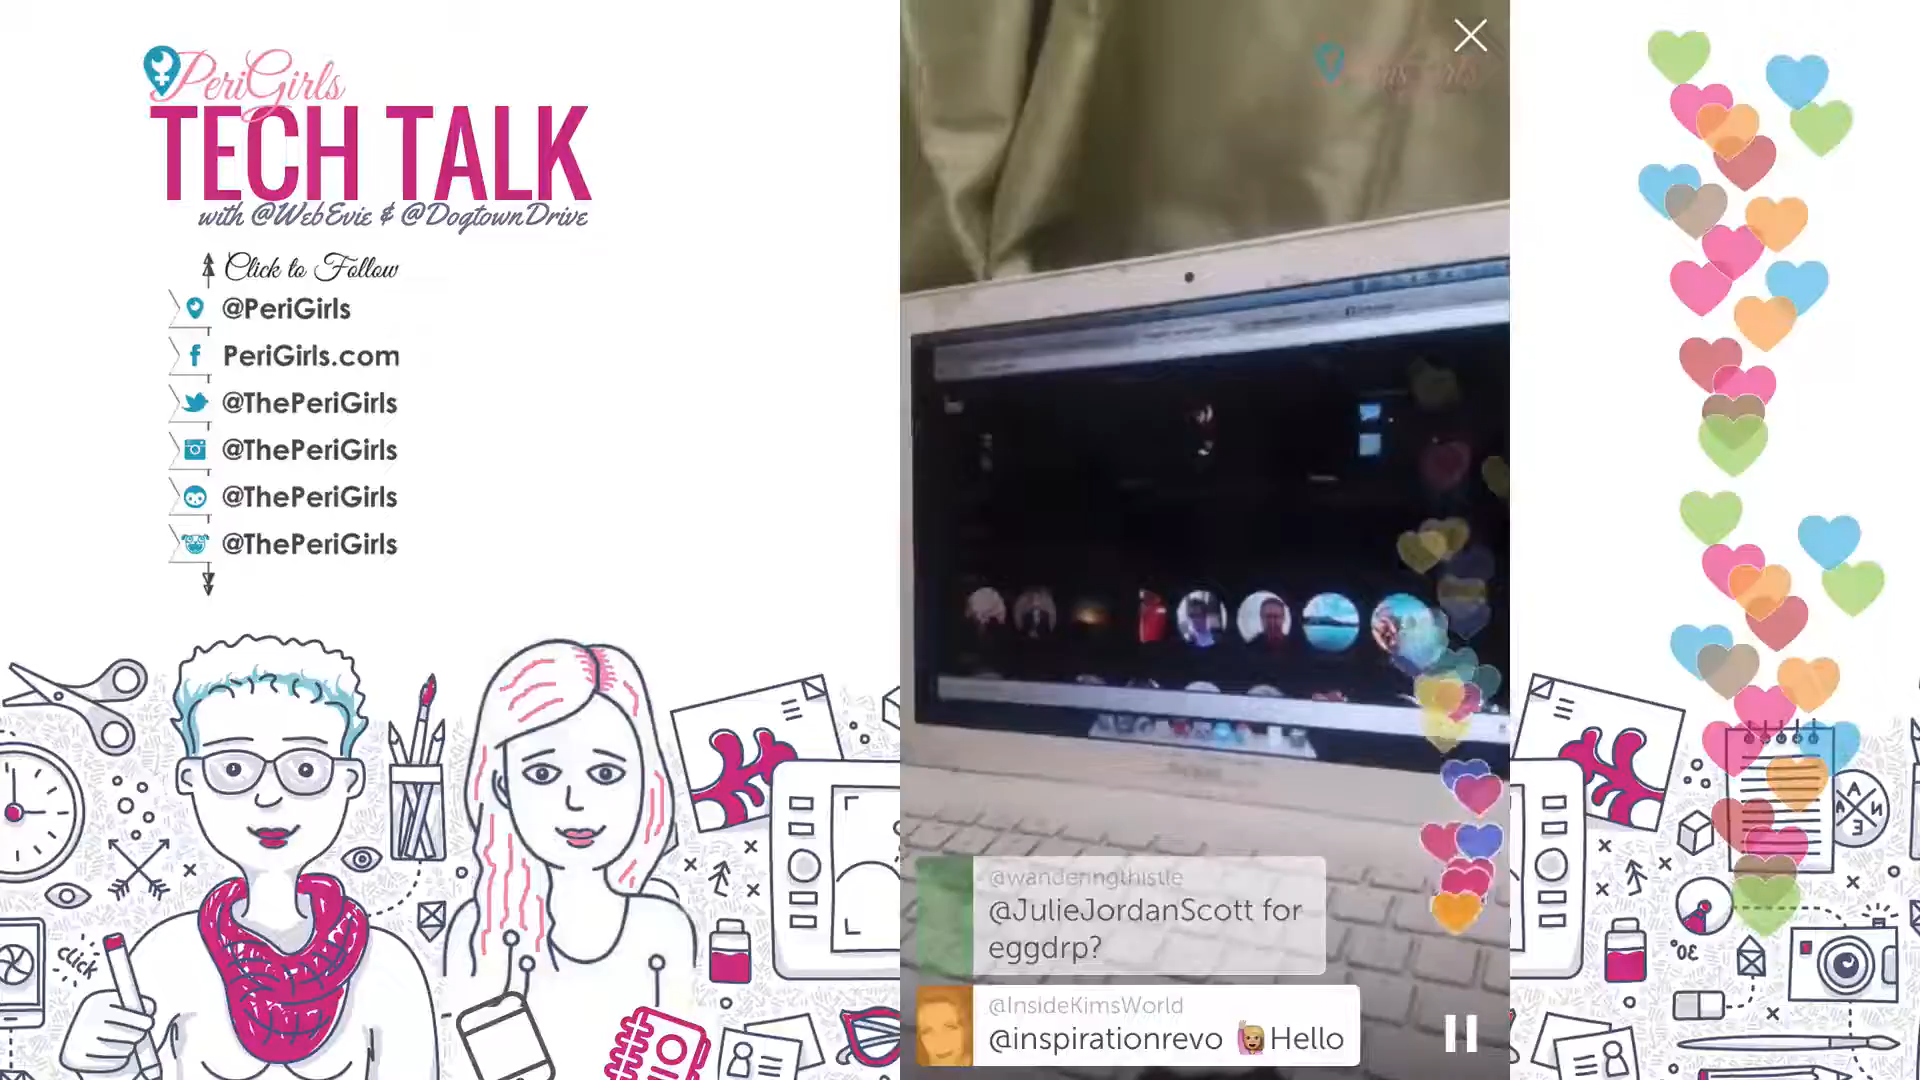 PeriGirls
TECH TALK
with @WebEvie & @DogtownDrive
Click to Follow
@PeriGirls
PeriGirls.com
@ThePeriGirls
@ThePeriGirls
@ThePeriGirls
@ThePeriGirls
CLICK
@wanderingthistle
@JulieJordanScott for
eggdrp?
@InsideKimsWorld
@inspirationrevo 🙋🏼Hello
30°